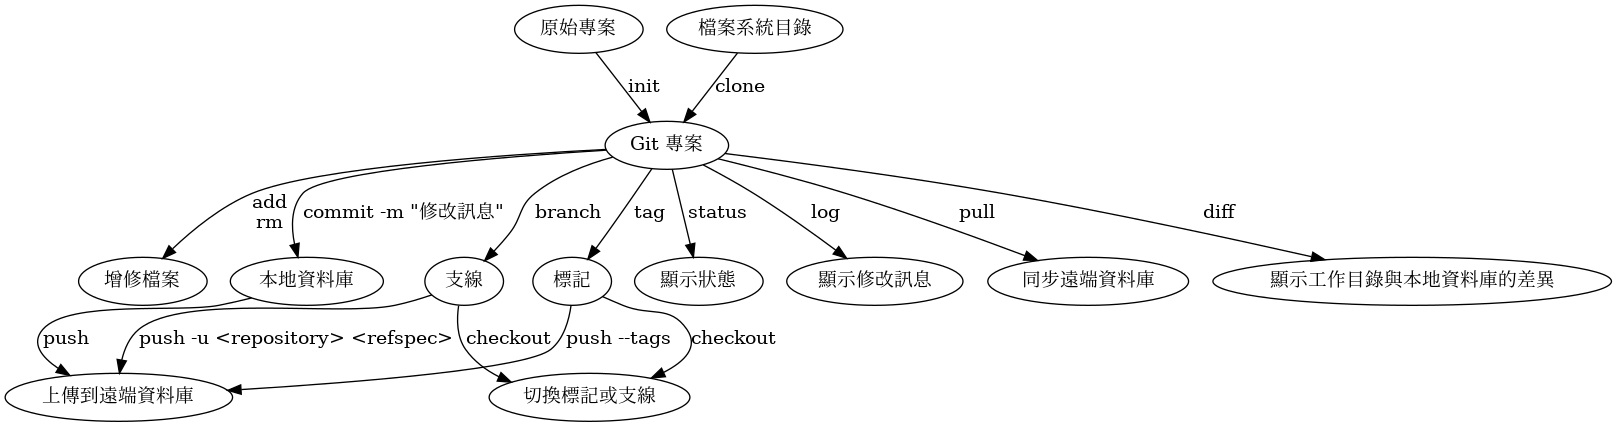 原始專案
檔案系統目錄
init
clone
Git 專案
add
rm
commit -m "修改訊息"
branch
tag
status
log
pull
diff
增修檔案
本地資料庫
支線
標記
顯示狀態
顯示修改訊息
同步遠端資料庫
顯示工作目錄與本地資料庫的差異
push
push -u <repository> <refspec>
checkout
push --tags
checkout
上傳到遠端資料庫
切換標記或支線